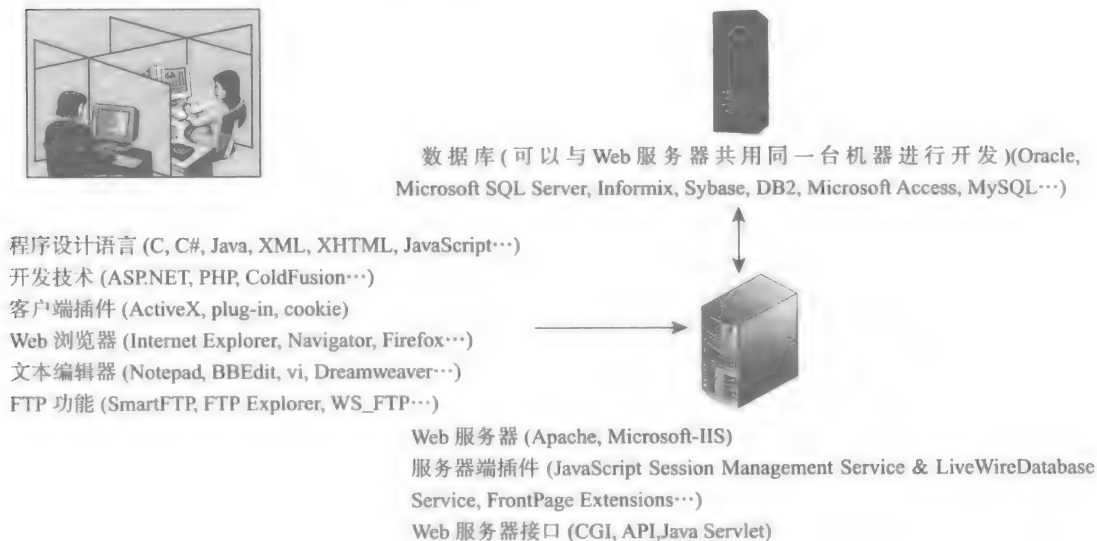 数据库(可以与Web服务器共用同一台机器进行开发)(Oracle,
Microsoft SQL Server, Informix, Sybase, DB2, Microsoft Access, MySQL…)
程序设计语言 (C, C#, Java, XML, XHTML, JavaScript…)
开发技术 (ASP.NET, PHP, ColdFusion…)
客户端插件 (ActiveX, plug-in, cookie)
Web 浏览器 (Internet Explorer, Navigator, Firefox…)
文本编辑器 (Notepad, BBEdit, vi, Dreamweaver…)
FTP 功能 (SmartFTP, FTP Explorer, WS_FTP…)
Web 服务器 (Apache, Microsoft-IIS)
服务器端插件 (JavaScript Session Management Service & LiveWireDatabase
Service, FrontPage Extensions…)
Web 服务器接口 (CGI, API,Java Servlet)